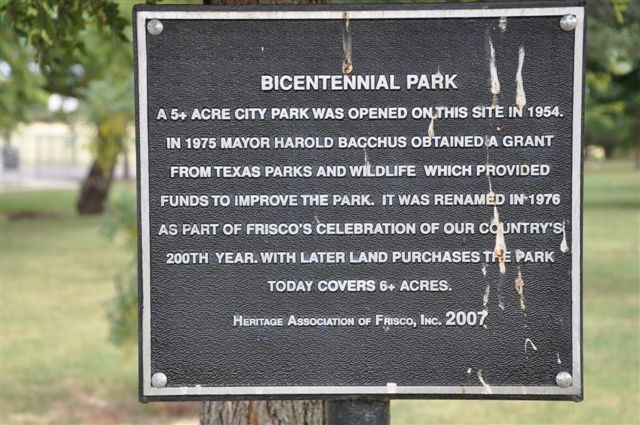 BICENTENNIAL PARK
A 5+ ACRE CITY PARK WAS OPENED ON THIS SITE IN 1954.
IN 1975 MAYOR HAROLD BACCHUS OBTAINED A GRANT
FROM TEXAS PARKS AND WILDLIFE WHICH PROVIDED
FUNDS TO IMPROVE THE PARK. IT WAS RENAMED IN 1976
AS PART OF FRISCO'S CELEBRATION OF OUR COUNTRY'S
200TH YEAR. WITH LATER LAND PURCHASES THE PARK
TODAY COVERS 6+ ACRES.
HERITAGE ASSOCIATION OF FRISCO, INC. 2007